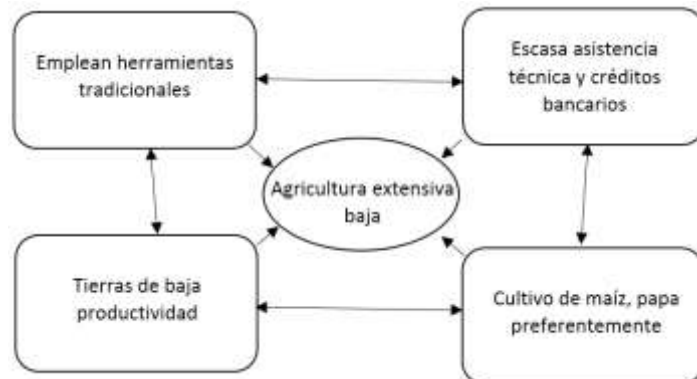 Emplean herramientas
tradicionales
Escasa asistencia
técnica y créditos
bancarios
Agricultura extensiva
baja
Tierras de baja
productividad
Cultivo de maíz, papa
preferentemente